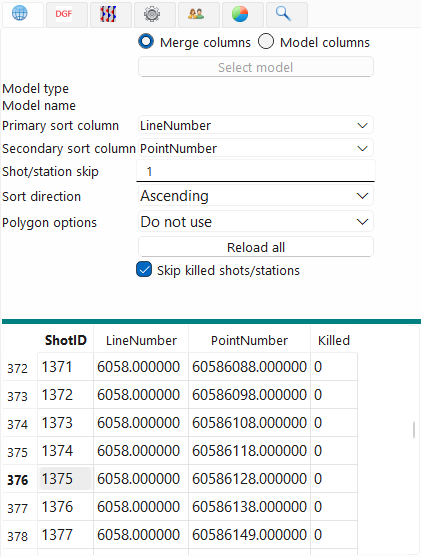 DGF
Merge columns Model columns
Select model
Model type
Model name
Primary sort column LineNumber
Secondary sort column PointNumber
Shot/station skip 1
Sort direction Ascending
Polygon options Do not use
Reload all
Skip killed shots/stations
ShotID LineNumber PointNumber Killed
372 1371 6058.000000 60586088.000000 0
373 1372 6058.000000 60586098.000000 0
374 1373 6058.000000 60586108.000000 0
375 1374 6058.000000 60586118.000000 0
376 1375 6058.000000 60586128.000000 0
377 1376 6058.000000 60586138.000000 0
378 1377 6058.000000 60586149.000000 0